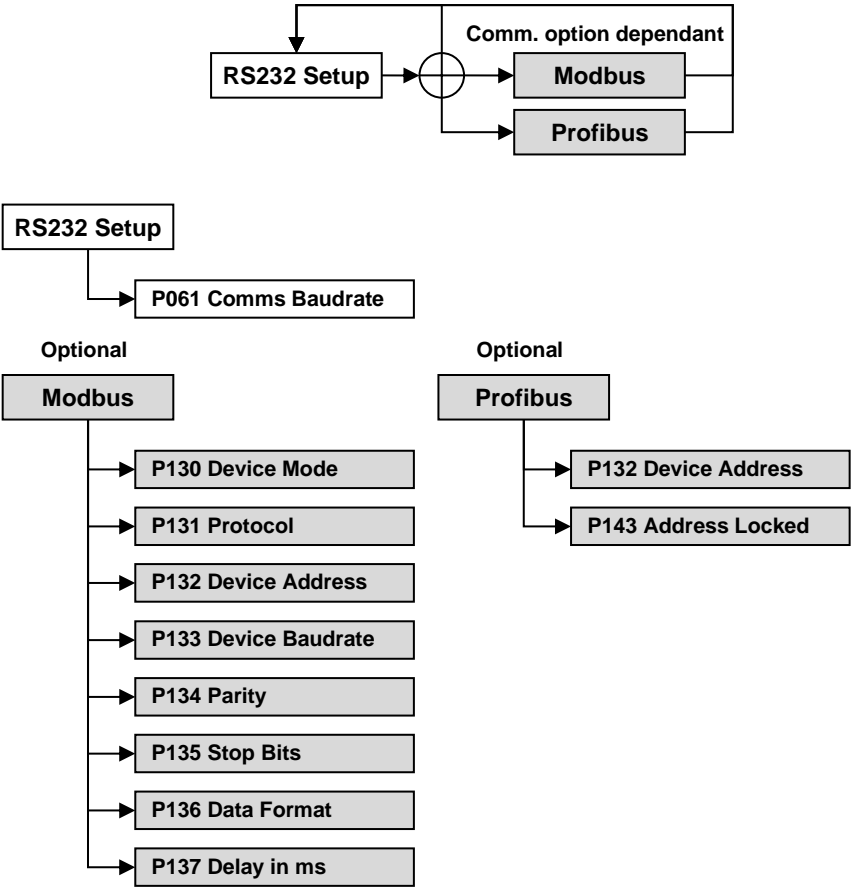 Comm. option dependant
RS232 Setup
Modbus
Profibus
RS232 Setup
P061 Comms Baudrate
Optional
Optional
Modbus
Profibus
P130 Device Mode
P132 Device Address
P131 Protocol
P143 Address Locked
P132 Device Address
P133 Device Baudrate
P134 Parity
P135 Stop Bits
P136 Data Format
P137 Delay in ms